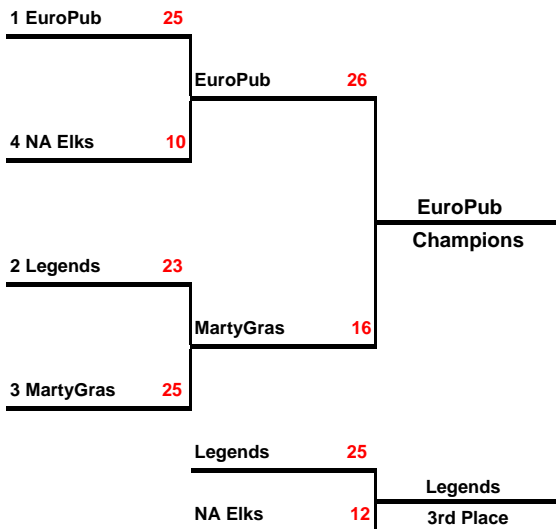 1 EuroPub 25
EuroPub 26
4 NA Elks 10
EuroPub
Champions
2 Legends 23
MartyGras 16
3 MartyGras 25
Legends 25
Legends
NA Elks 12
3rd Place